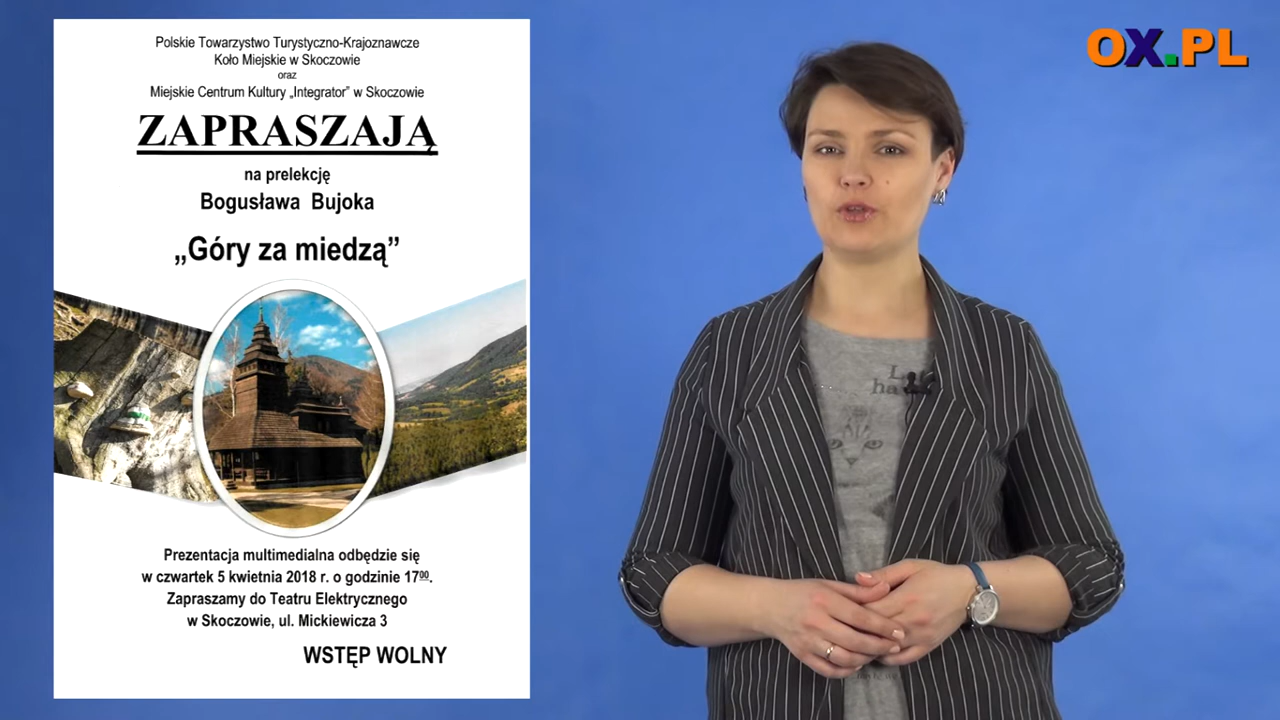 Polskie Towarzystwo Turystyczno-Krajoznawcze
Koło Miejskie w Skoczowie
oraz
Miejskie Centrum Kultury „Integrator” w Skoczowie
ZAPRASZAJĄ
na prelekcję
Bogusława Bujoka
„Góry za miedzą”
Prezentacja multimedialna odbędzie się
w czwartek 5 kwietnia 2018 r. o godzinie 17⁰⁰.
Zapraszamy do Teatru Elektrycznego
w Skoczowie, ul. Mickiewicza 3
WSTĘP WOLNY
OX.PL
L
ha